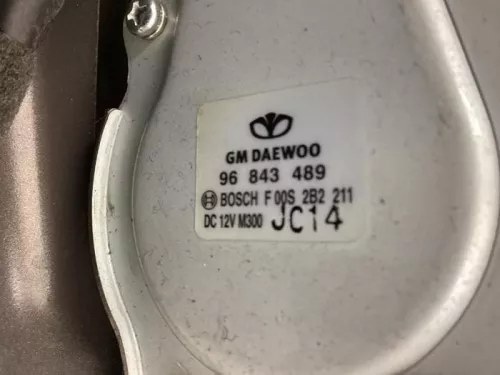 GM DAEWOO
96 843 489
BOSCH F 00S 2B2 211
DC 12V M300 JC14